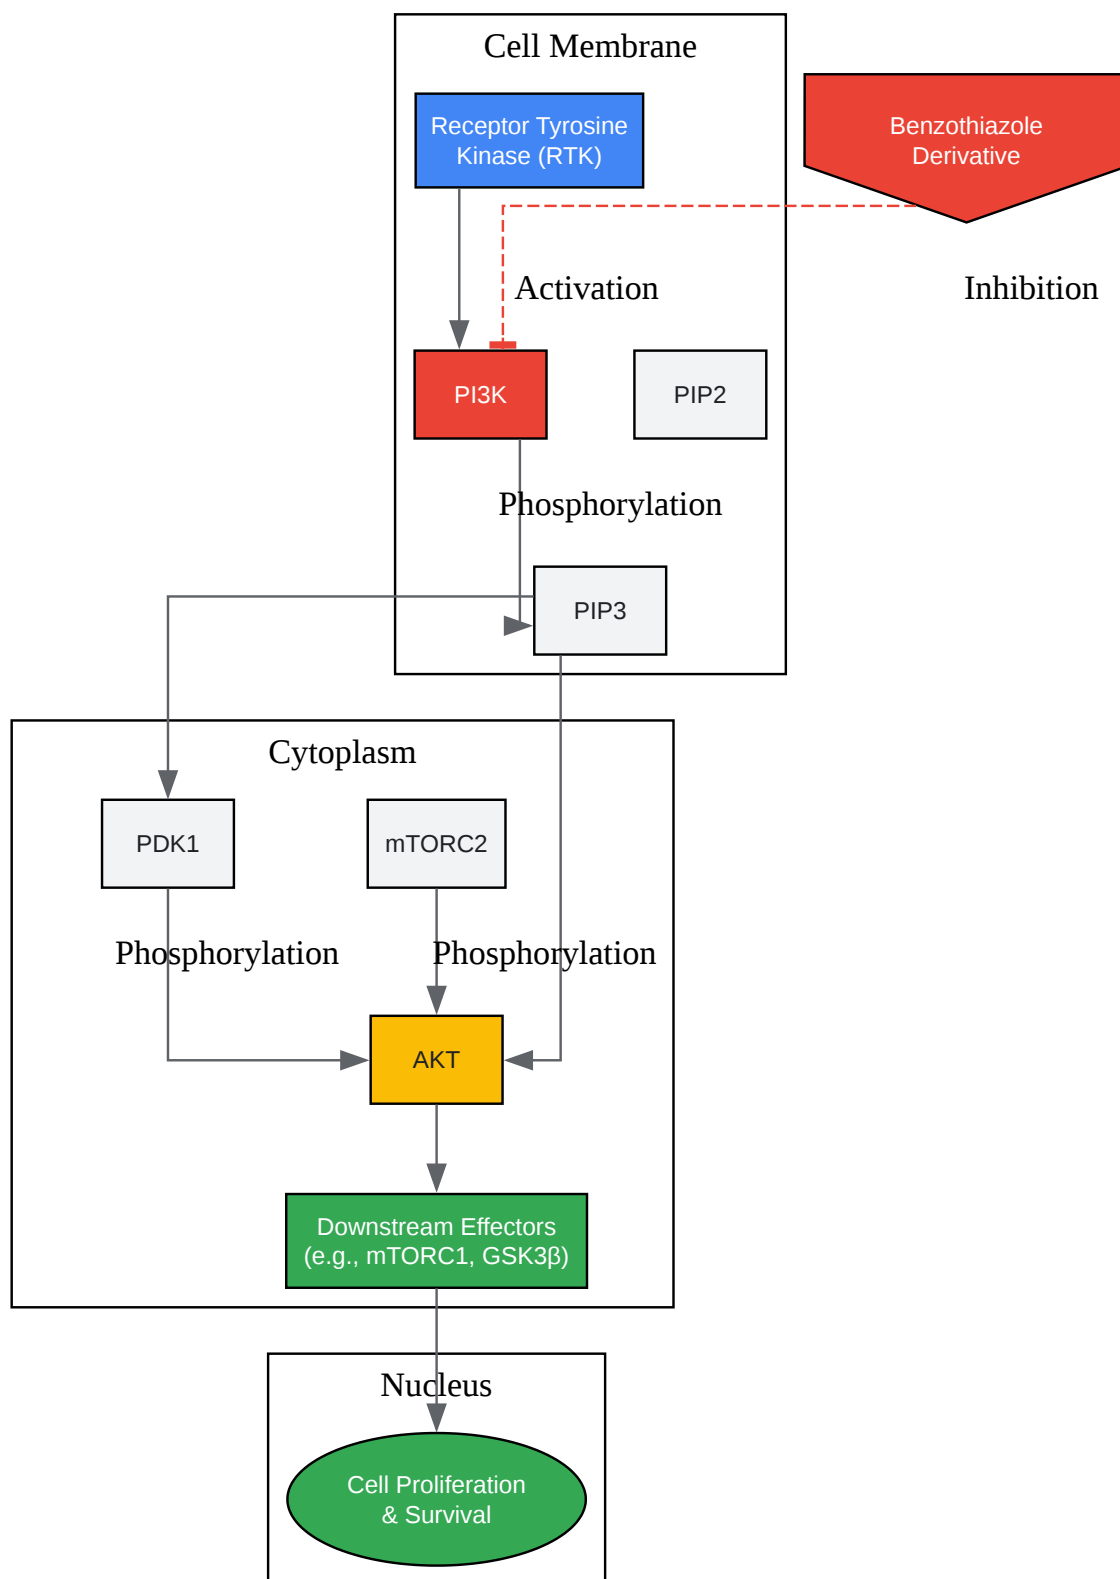 Cell Membrane
Receptor Tyrosine
Kinase (RTK)
Benzothiazole
Derivative
Activation
Inhibition
PI3K
PIP2
Phosphorylation
PIP3
Cytoplasm
PDK1
mTORC2
Phosphorylation
Phosphorylation
AKT
Downstream Effectors
(e.g., mTORC1, GSK3β)
Nucleus
Cell Proliferation
& Survival